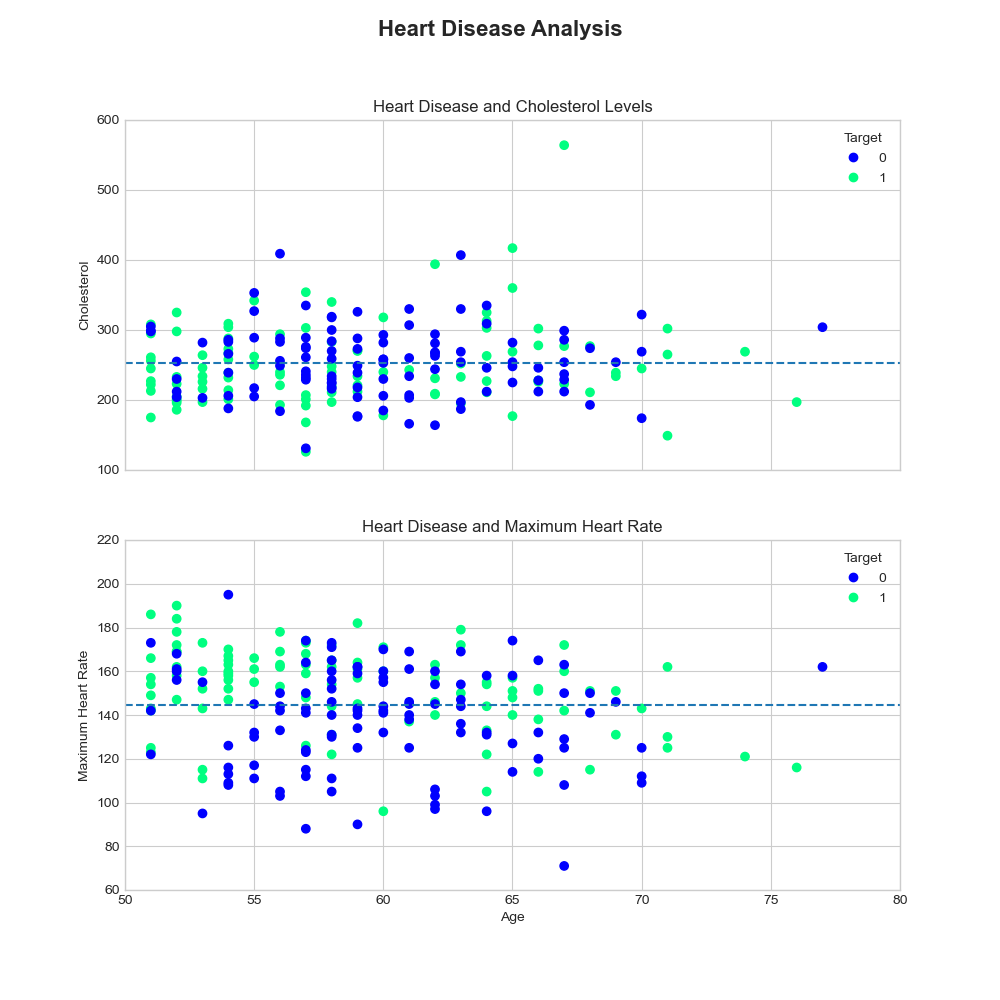 Heart Disease Analysis
Heart Disease and Cholesterol Levels
600
500
400
300
200
100
Cholesterol
Target
0
1
Heart Disease and Maximum Heart Rate
220
200
180
160
140
120
100
80
60
Maximum Heart Rate
Target
0
1
50 55 60 65 70 75 80
Age